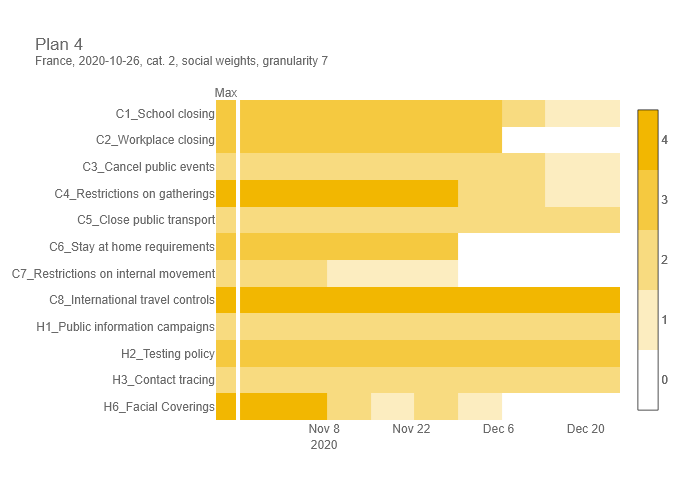 Plan 4
France, 2020-10-26, cat. 2, social weights, granularity 7
Max
C1_School closing
C2_Workplace closing
C3_Cancel public events
C4_Restrictions on gatherings
C5_Close public transport
C6_Stay at home requirements
C7_Restrictions on internal movement
C8_International travel controls
H1_Public information campaigns
H2_Testing policy
H3_Contact tracing
H6_Facial Coverings
Nov 8 Nov 22 Dec 6 Dec 20
2020
4
3
2
1
0